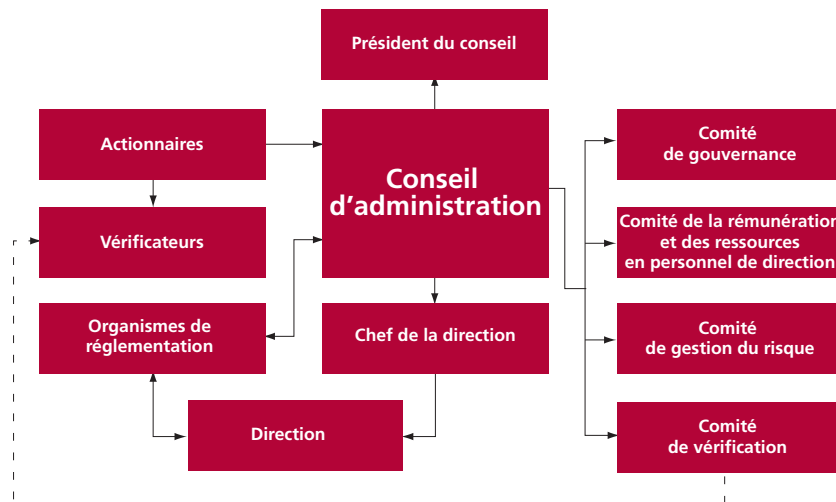 Président du conseil
Actionnaires
Conseil
d'administration
Comité
de gouvernance
Vérificateurs
Comité de la rémunération
et des ressources
en personnel de direction
Organismes de
réglementation
Chef de la direction
Comité
de gestion du risque
Direction
Comité
de vérification